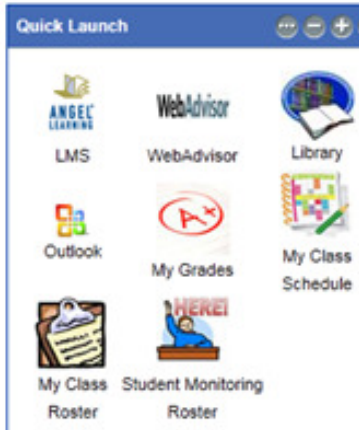 Quick Launch
ANGEL
LEARNING
WebAdvisor
LMS
WebAdvisor
Library
A+
Outlook
My Grades
My Class
Schedule
HERE!
My Class
Roster
Student Monitoring
Roster